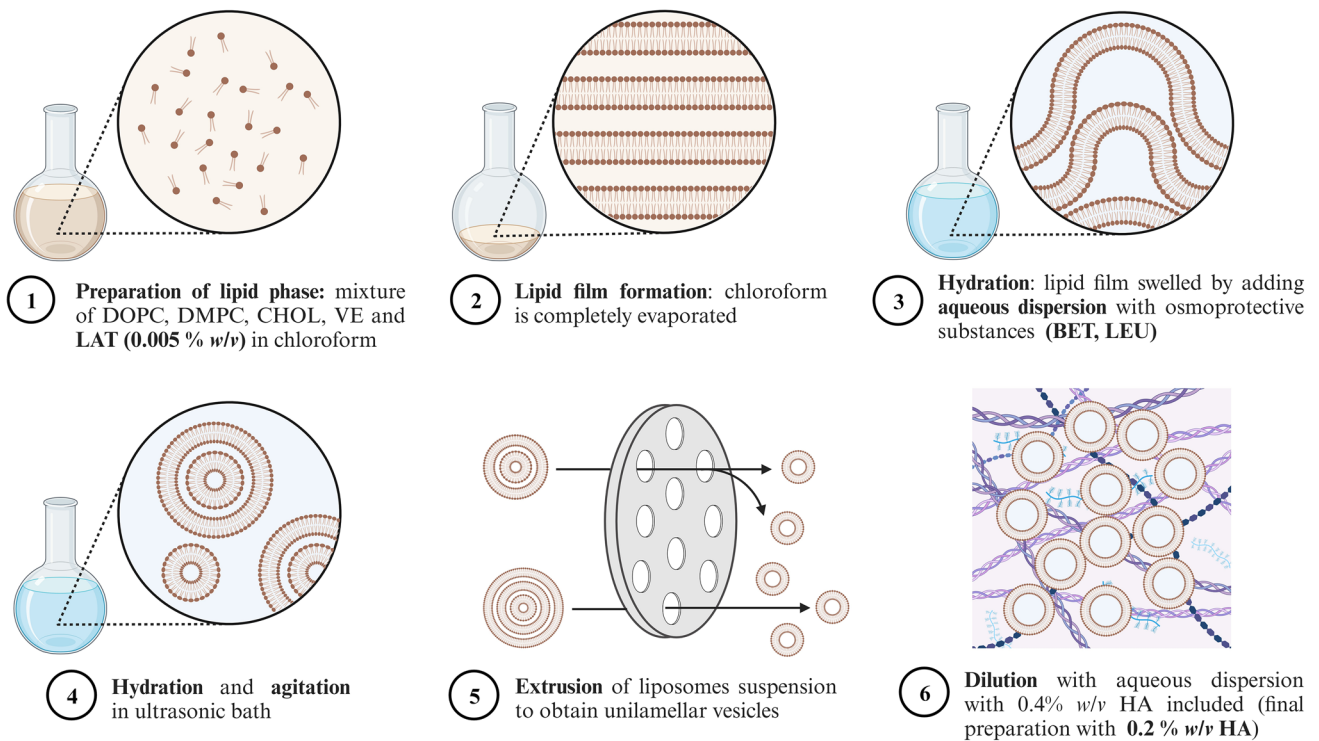 1
Preparation of lipid phase: mixture
of DOPC, DMPC, CHOL, VE and
LAT (0.005 % w/v) in chloroform
2
Lipid film formation: chloroform
is completely evaporated
3
Hydration: lipid film swelled by adding
aqueous dispersion with osmoprotective
substances (BET, LEU)
4
Hydration and agitation
in ultrasonic bath
5
Extrusion of liposomes suspension
to obtain unilamellar vesicles
6
Dilution with aqueous dispersion
with 0.4% w/v HA included (final
preparation with 0.2 % w/v HA)